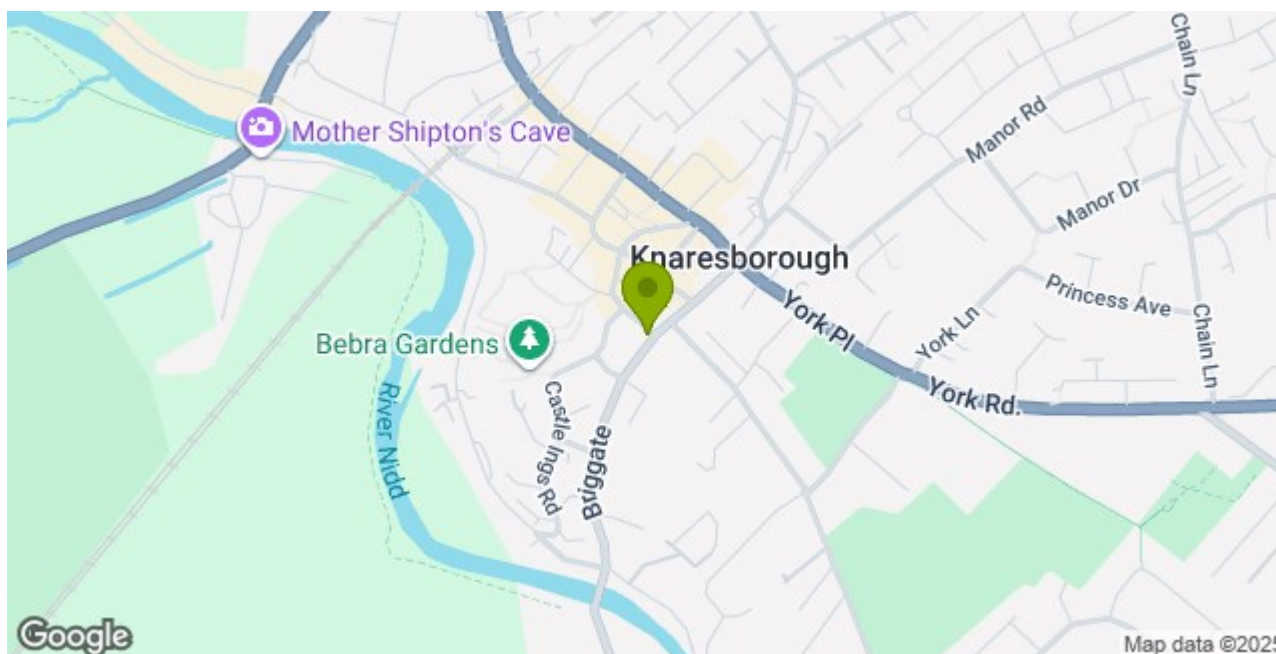 Chain Ln
Mother Shipton's Cave
Manor Rd
Manor Dr
Knaresborough
Princess Ave
York Pl
York Ln
Chain Ln
Bebra Gardens
York Rd.
River Nidd
Castle Ings Rd
Briggate
Google
Map data ©2025